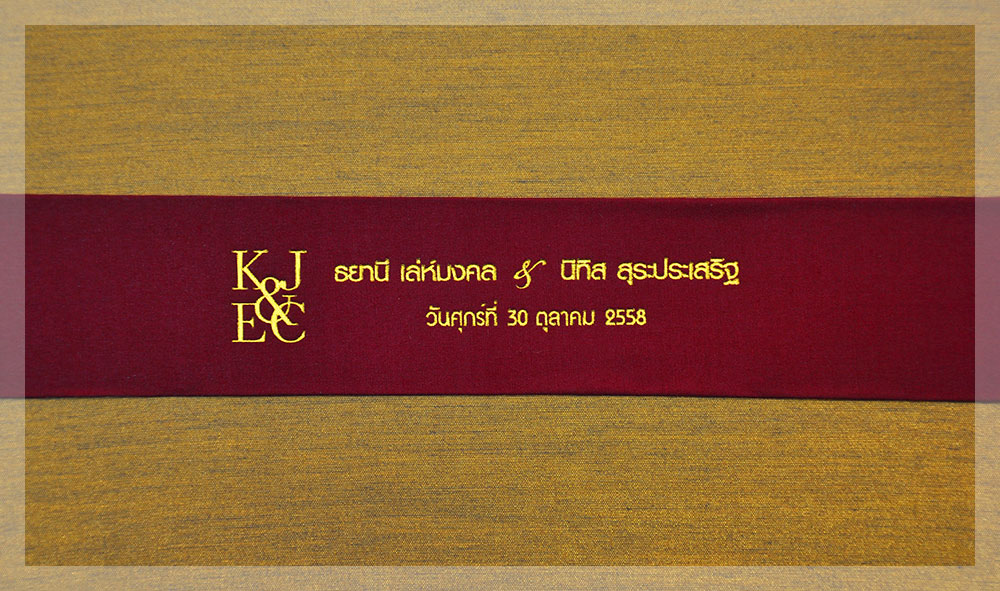 K J
&
E C
ธยานี เล่ห์มงคล & นิทิส สุระประเสริฐ
วันศุกร์ที่ 30 ตุลาคม 2558